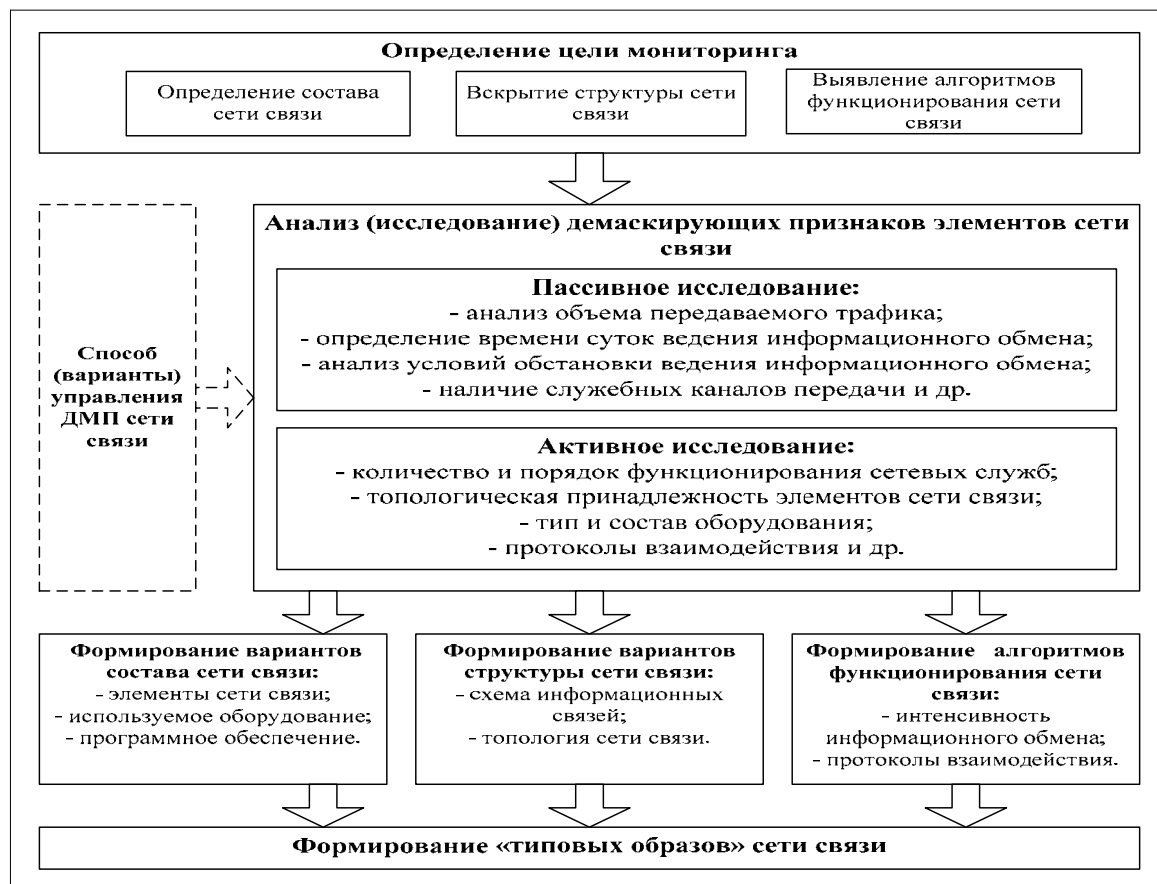 Определение цели мониторинга
Определение состава
сети связи
Вскрытие структуры сети
связи
Выявление алгоритмов
функционирования сети
связи
Способ
(варианты)
управления
ДМП сети
связи
Анализ (исследование) демаскирующих признаков элементов сети
связи
Пассивное исследование:
- анализ объема передаваемого трафика;
- определение времени суток ведения информационного обмена;
- анализ условий обстановки ведения информационного обмена;
- наличие служебных каналов передачи и др.
Активное исследование:
- количество и порядок функционирования сетевых служб;
- топологическая принадлежность элементов сети связи;
- тип и состав оборудования;
- протоколы взаимодействия и др.
Формирование вариантов
состава сети связи:
- элементы сети связи;
- используемое оборудование;
- программное обеспечение.
Формирование вариантов
структуры сети связи:
- схема информационных
связей;
- топология сети связи.
Формирование алгоритмов
функционирования сети
связи:
- интенсивность
информационного обмена;
- протоколы взаимодействия.
Формирование «типовых образов» сети связи